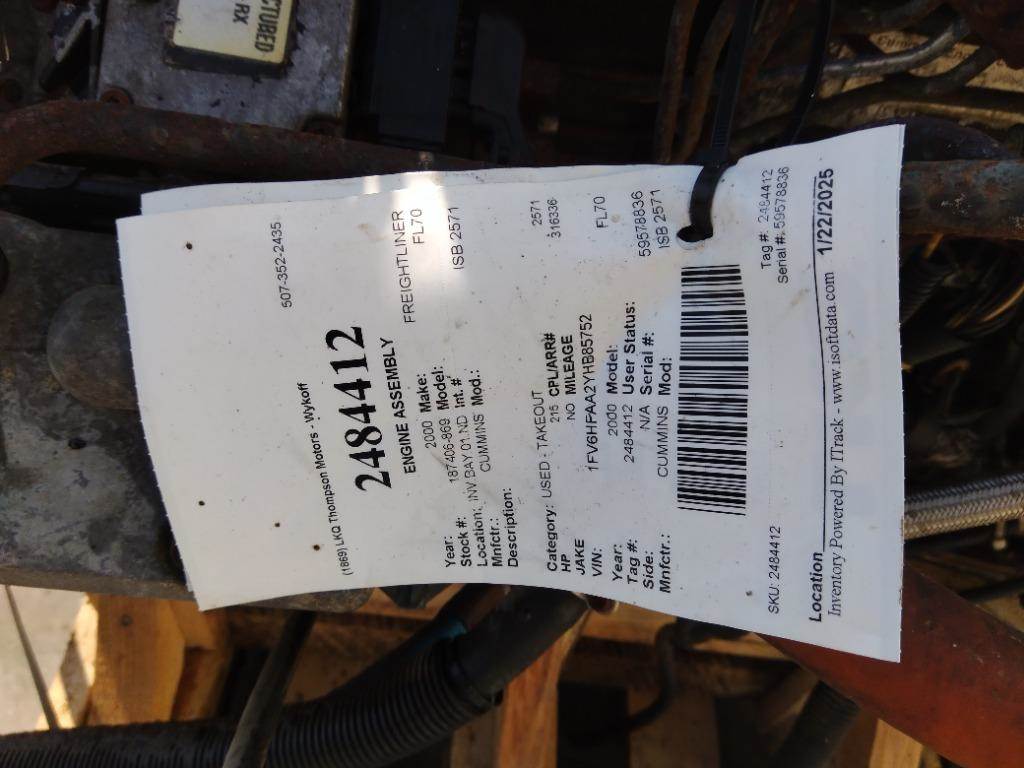 CTURED
RX
(1869) LKQ Thompson Motors - Wykoff
507-352-2435
2484412
ENGINE ASSEMBLY
Year: 2000 Make: FREIGHTLINER
Stock #: 187406-869 Model: FL70
Location: INV BAY 01.ND Int.#
Mnfctr.: CUMMINS Mod.: ISB 2571
Description:
Category: USED - TAKEOUT
HP 215 CPL/ARR# 2571
JAKE NO MILEAGE 316336
VIN: 1FV6HFAA2YHB85752
Year: 2000 Model: FL70
Tag #: 2484412 User Status:
Side: N/A Serial #: 59578836
Mnfctr.: CUMMINS Mod: ISB 2571
SKU: 2484412 Tag #: 2484412
Serial #: 59578836
Location 1/22/2025
Inventory Powered By ITrack - www.isoftdata.com